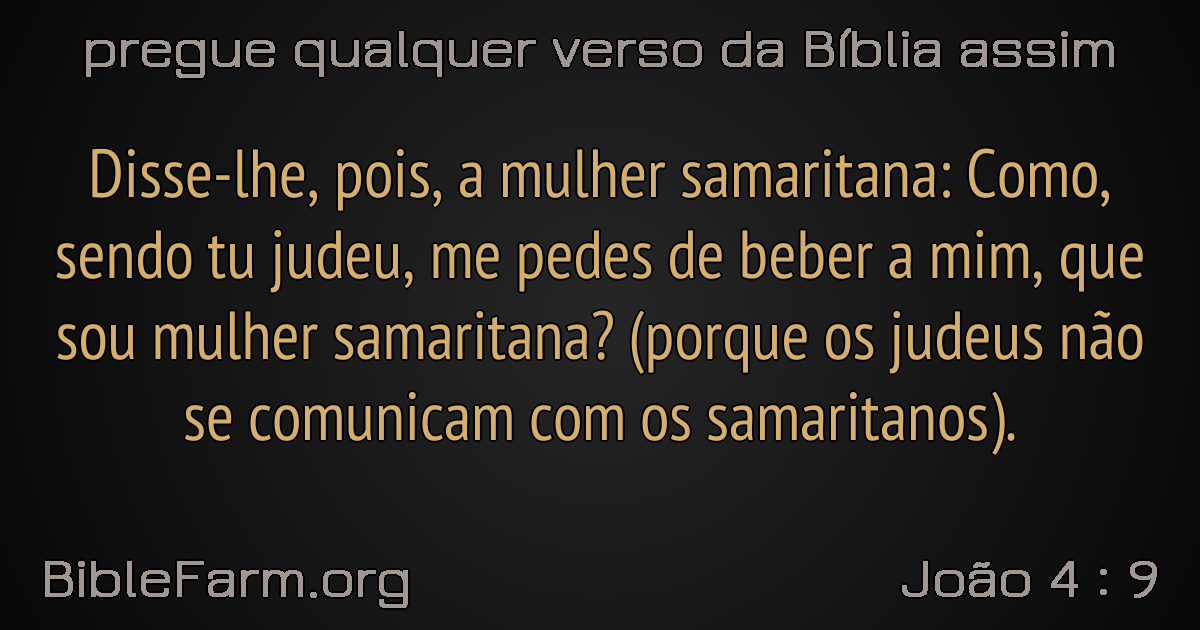 pregue qualquer verso da Bíblia assim
Disse-lhe, pois, a mulher samaritana: Como,
sendo tu judeu, me pedes de beber a mim, que
sou mulher samaritana? (porque os judeus não
se comunicam com os samaritanos).
BibleFarm.org
João 4 : 9